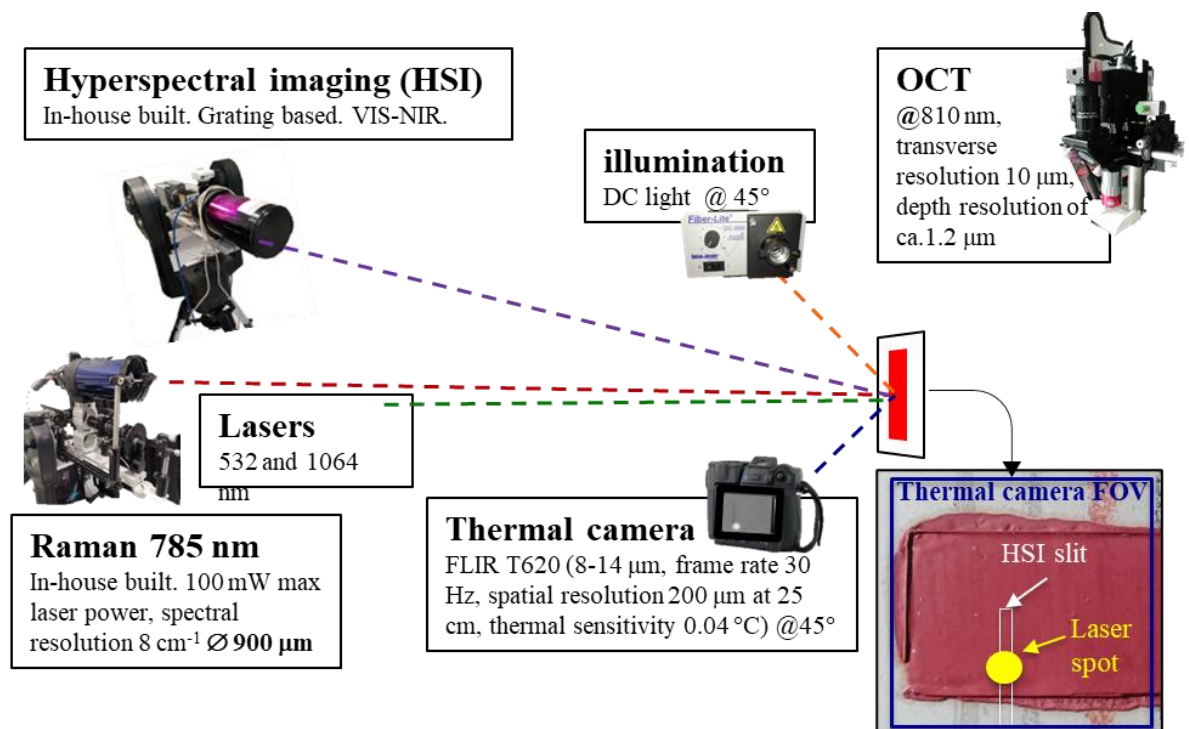 Hyperspectral imaging (HSI)
In-house built. Grating based. VIS-NIR.
illumination
DC light @ 45°
Fiber-Lite
OCT
@810 nm,
transverse
resolution 10 μm,
depth resolution of
ca.1.2 μm
Lasers
532 and 1064
nm
Raman 785 nm
In-house built. 100 mW max
laser power, spectral
resolution 8 cm⁻¹ ∅ 900 μm
Thermal camera
FLIR T620 (8-14 μm, frame rate 30
Hz, spatial resolution 200 μm at 25
cm, thermal sensitivity 0.04 °C) @45°
Thermal camera FOV
HSI slit
Laser
spot